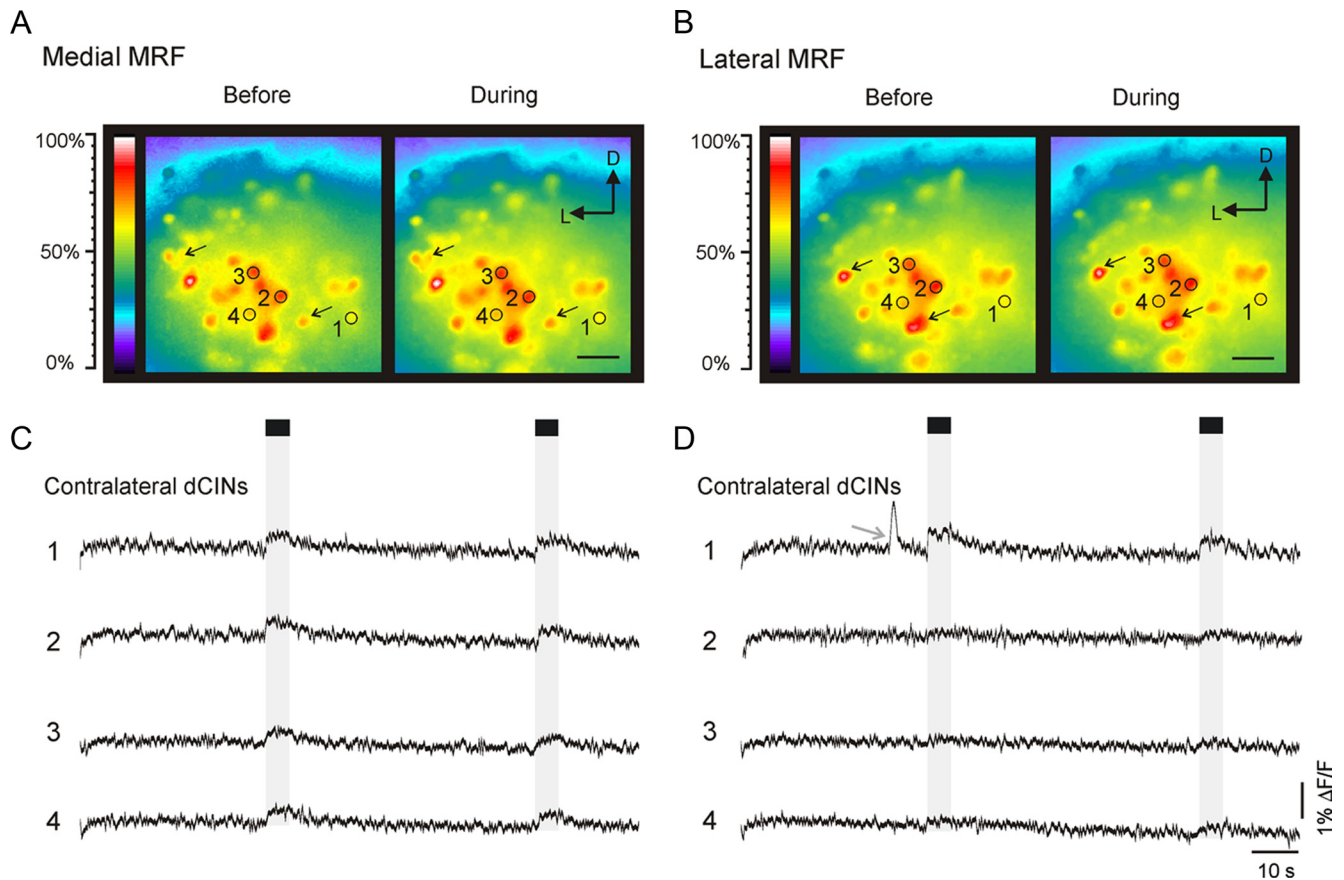 A
Medial MRF
Before During
100%
50%
0%
D
L
3
2
4
1
3
2
4
1
B
Lateral MRF
Before During
100%
50%
0%
D
L
3
2
4
1
3
2
4
1
C
Contralateral dCINs
1
2
3
4
D
Contralateral dCINs
1
2
3
4
1% ΔF/F
10 s